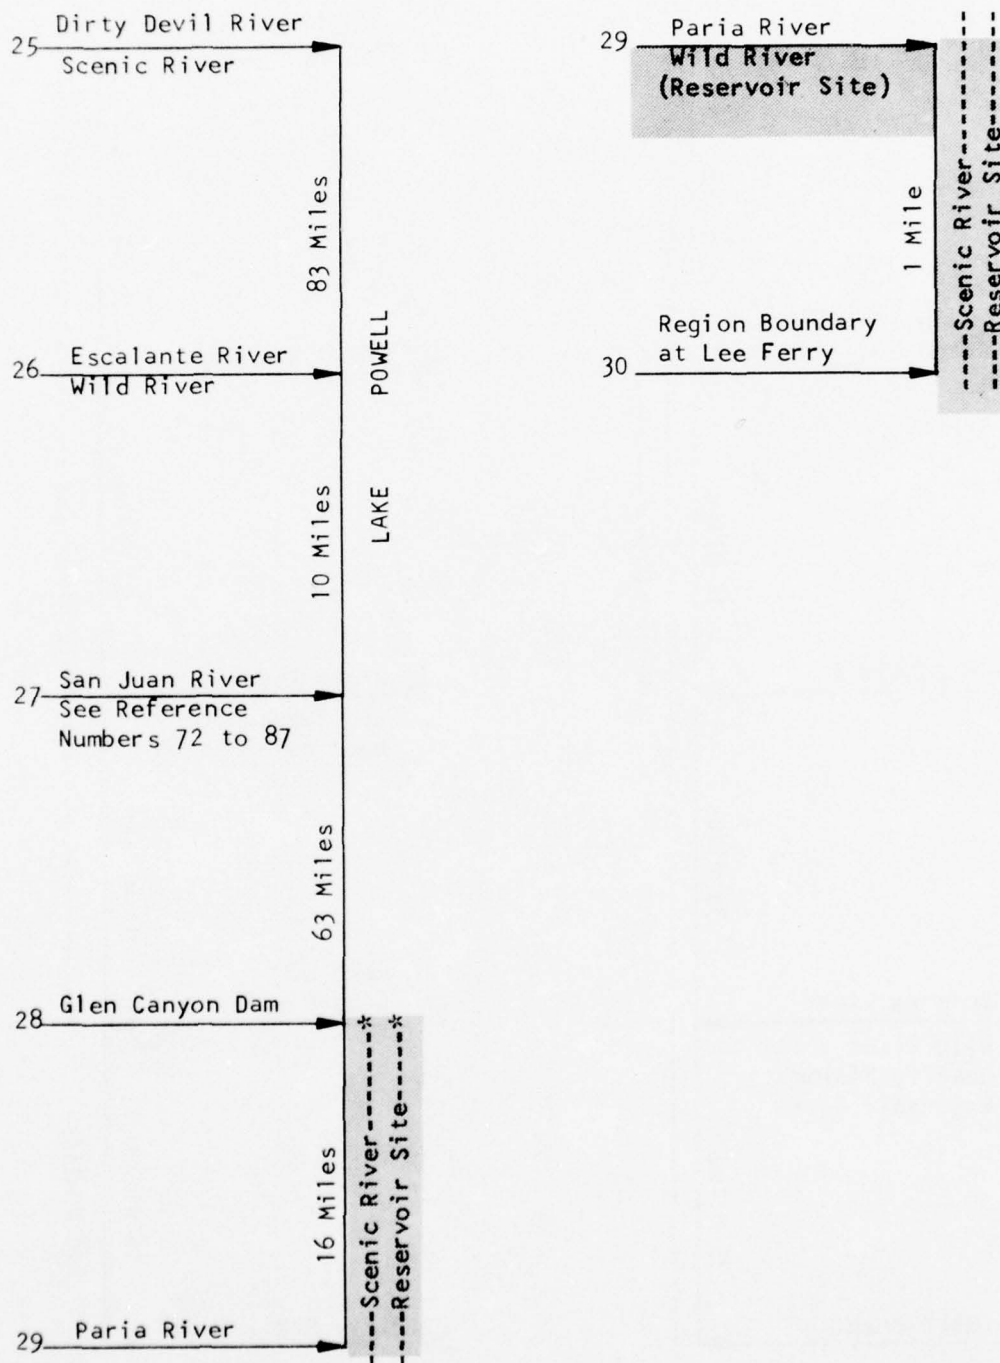 25 Dirty Devil River
Scenic River
83 Miles
26 Escalante River
Wild River
LAKE POWELL
10 Miles
27 San Juan River
See Reference
Numbers 72 to 87
63 Miles
28 Glen Canyon Dam
*
*
16 Miles
----Scenic River--------*
----Reservoir Site------*
29 Paria River
29 Paria River
Wild River
(Reservoir Site)
1 Mile
----Scenic River--------
----Reservoir Site------
Region Boundary
30 at Lee Ferry